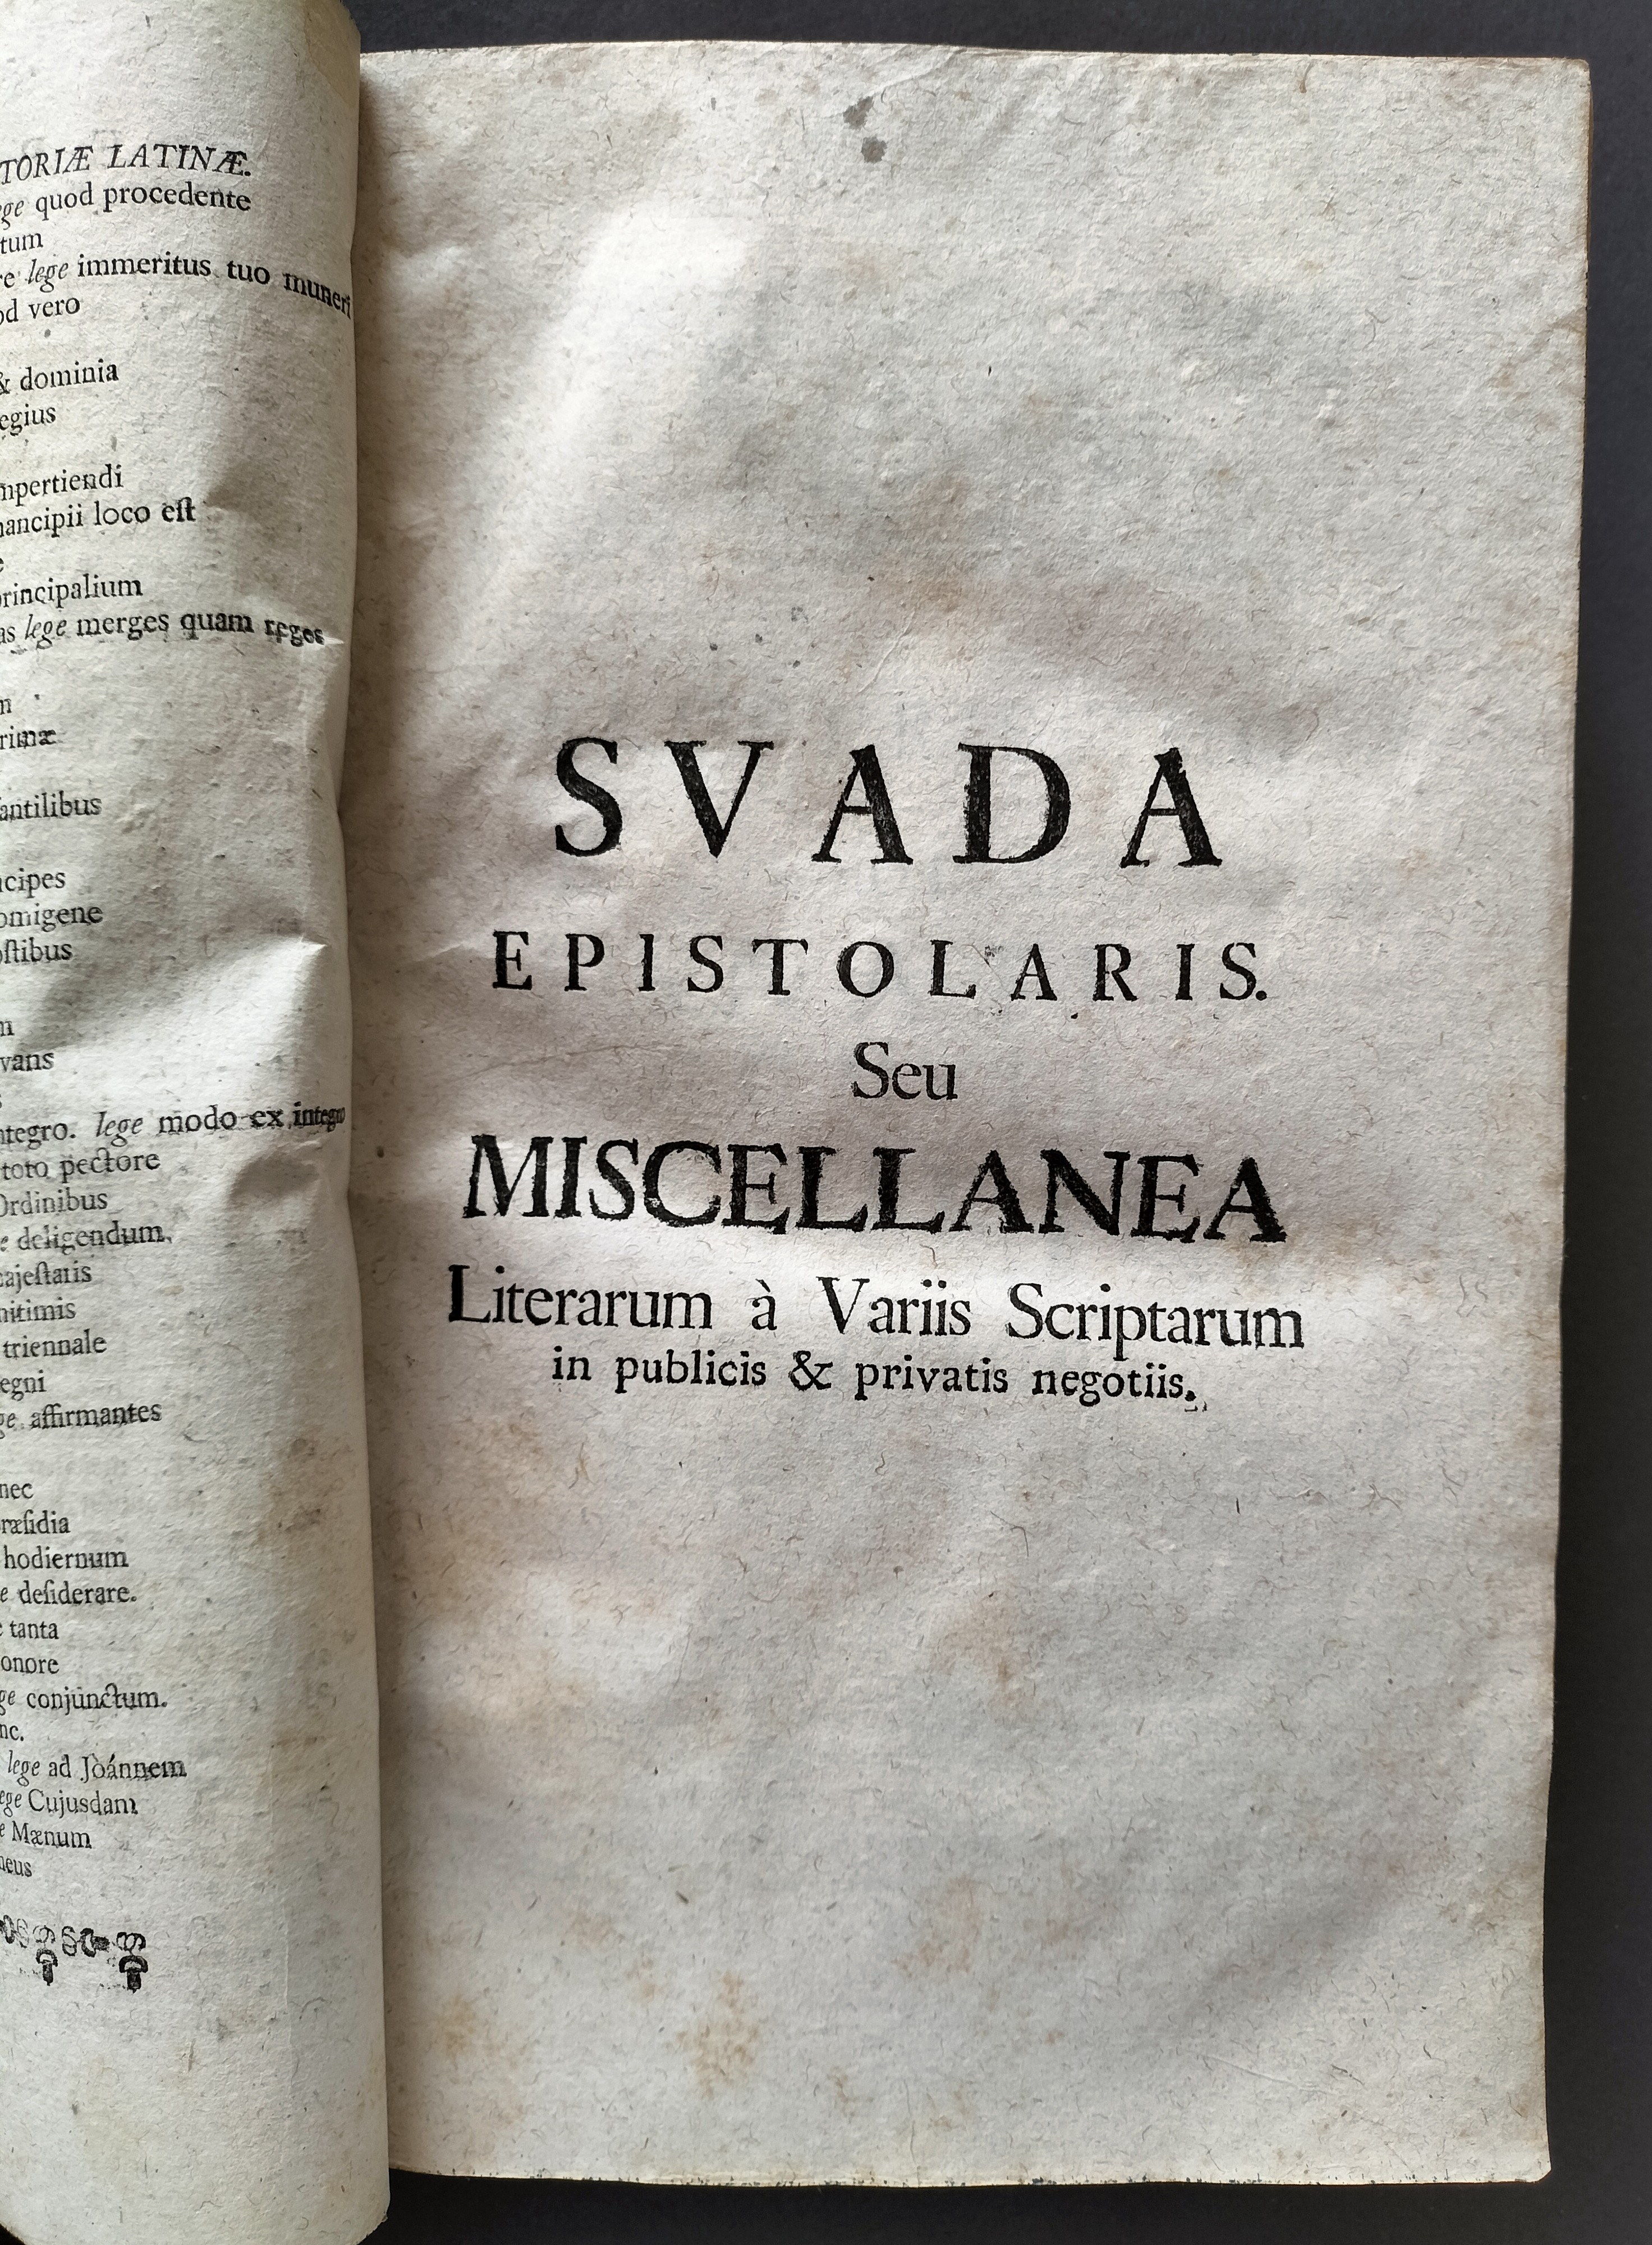 TORIÆ LATINÆ.
ege quod procedente
tum
re lege immeritus tuo muneri
od vero
& dominia
egius
mpertiendi
nancipii loco eſt
e
principalium
as lege merges quam reges
m
rimæ
antilibus
ncipes
omigene
oſtibus
m
vans
ntegro. lege modo ex integro
toto pectore
Ordinibus
e deligendum.
ajeſtatis
nitimis
triennale
egni
ge affirmantes
nec
ræſidia
hodiernum
e deſiderare.
e tanta
onore
ge conjunctum.
nc.
lege ad Joánnem
ege Cujusdam
e Mænum
neus
SVADA
EPISTOLARIS.
Seu
MISCELLANEA
Literarum à Variis Scriptarum
in publicis & privatis negotiis.